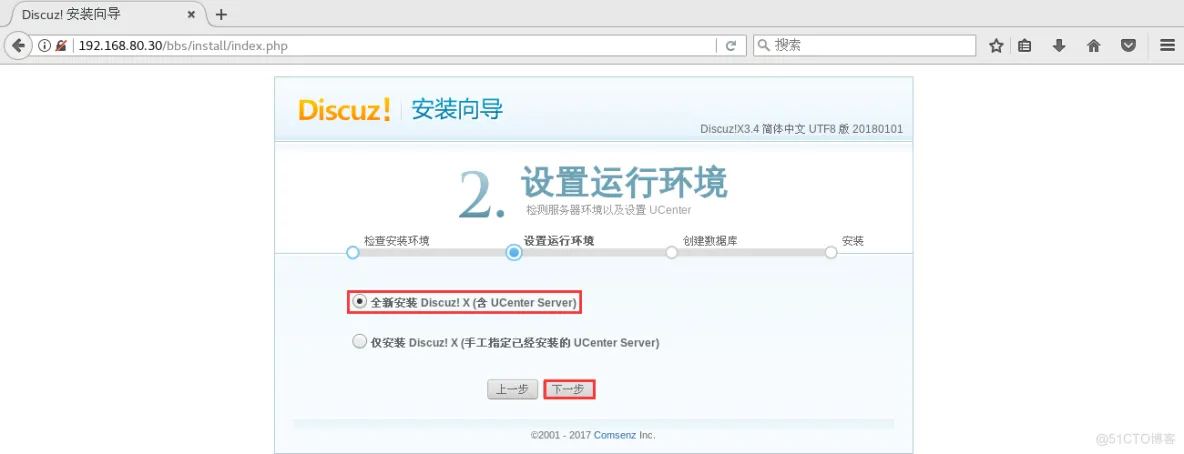 Discuz! 安装向导
192.168.80.30/bbs/install/index.php
搜索
Discuz! 安装向导
Discuz!X3.4 简体中文 UTF8 版 20180101
2. 设置运行环境
检测服务器环境以及设置 UCenter
检查安装环境 设置运行环境 创建数据库 安装
全新安装 Discuz! X (含 UCenter Server)
仅安装 Discuz! X (手工指定已经安装的 UCenter Server)
上一步 下一步
©2001 - 2017 Comsenz Inc.
@51CTO博客